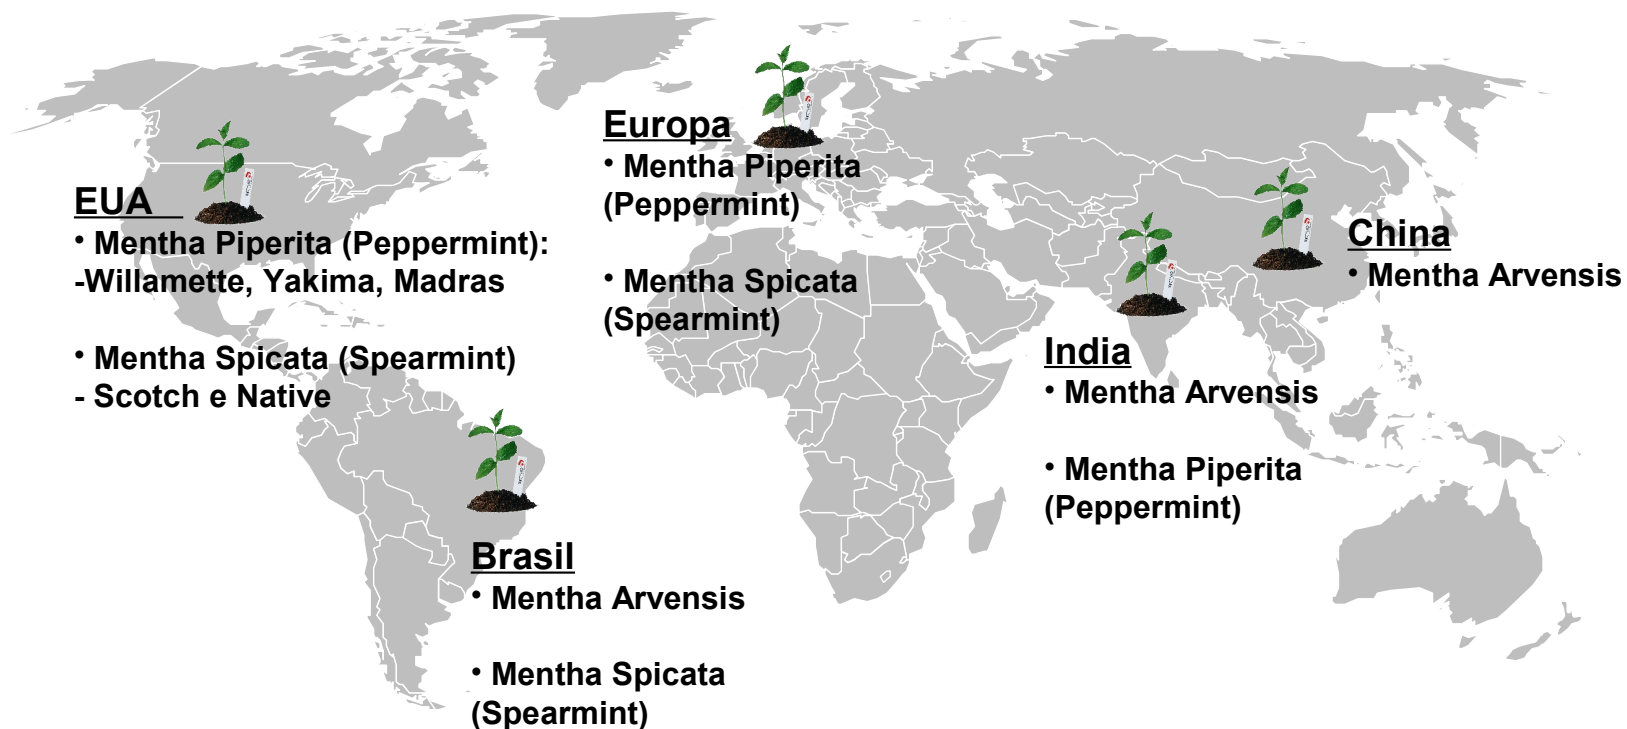 EUA
• Mentha Piperita (Peppermint):
-Willamette, Yakima, Madras
• Mentha Spicata (Spearmint)
- Scotch e Native
Europa
• Mentha Piperita
(Peppermint)
• Mentha Spicata
(Spearmint)
China
• Mentha Arvensis
India
• Mentha Arvensis
• Mentha Piperita
(Peppermint)
Brasil
• Mentha Arvensis
• Mentha Spicata
(Spearmint)